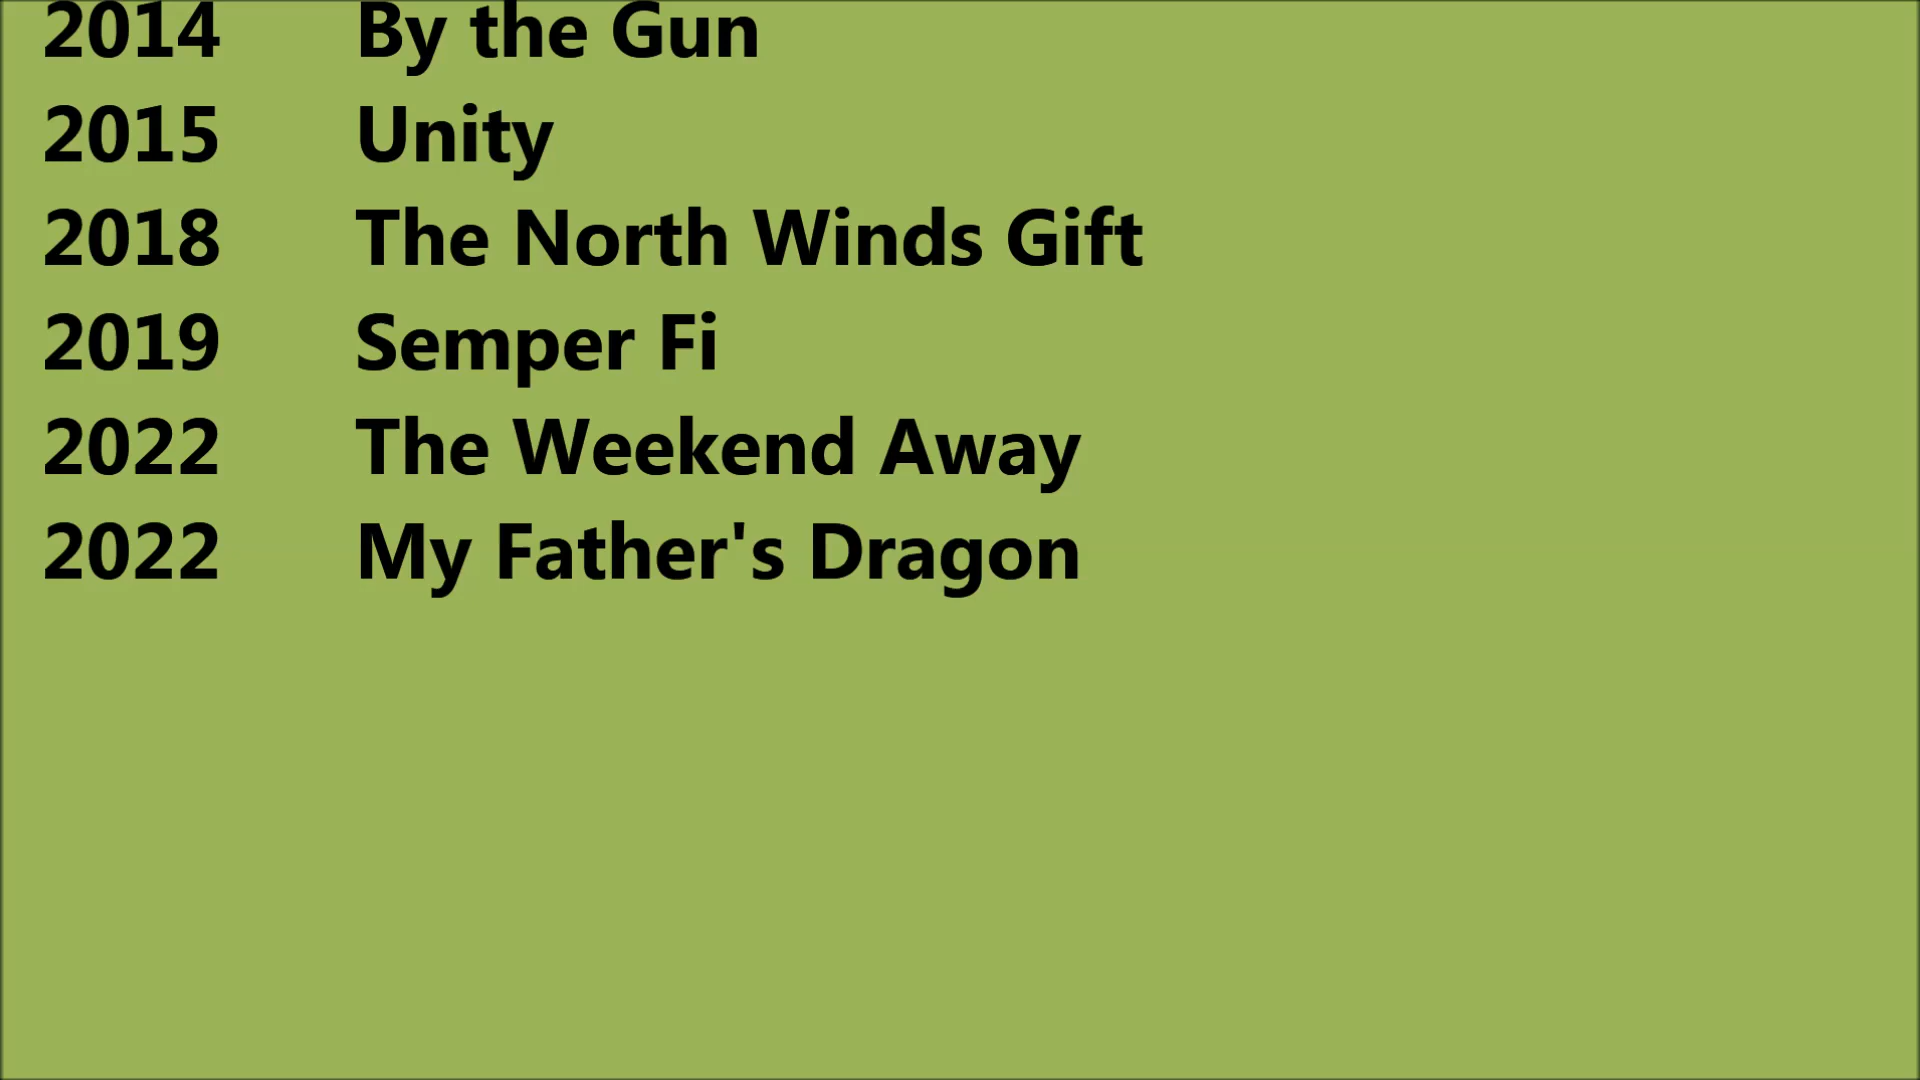 2014 By the Gun
2015 Unity
2018 The North Winds Gift
2019 Semper Fi
2022 The Weekend Away
2022 My Father's Dragon